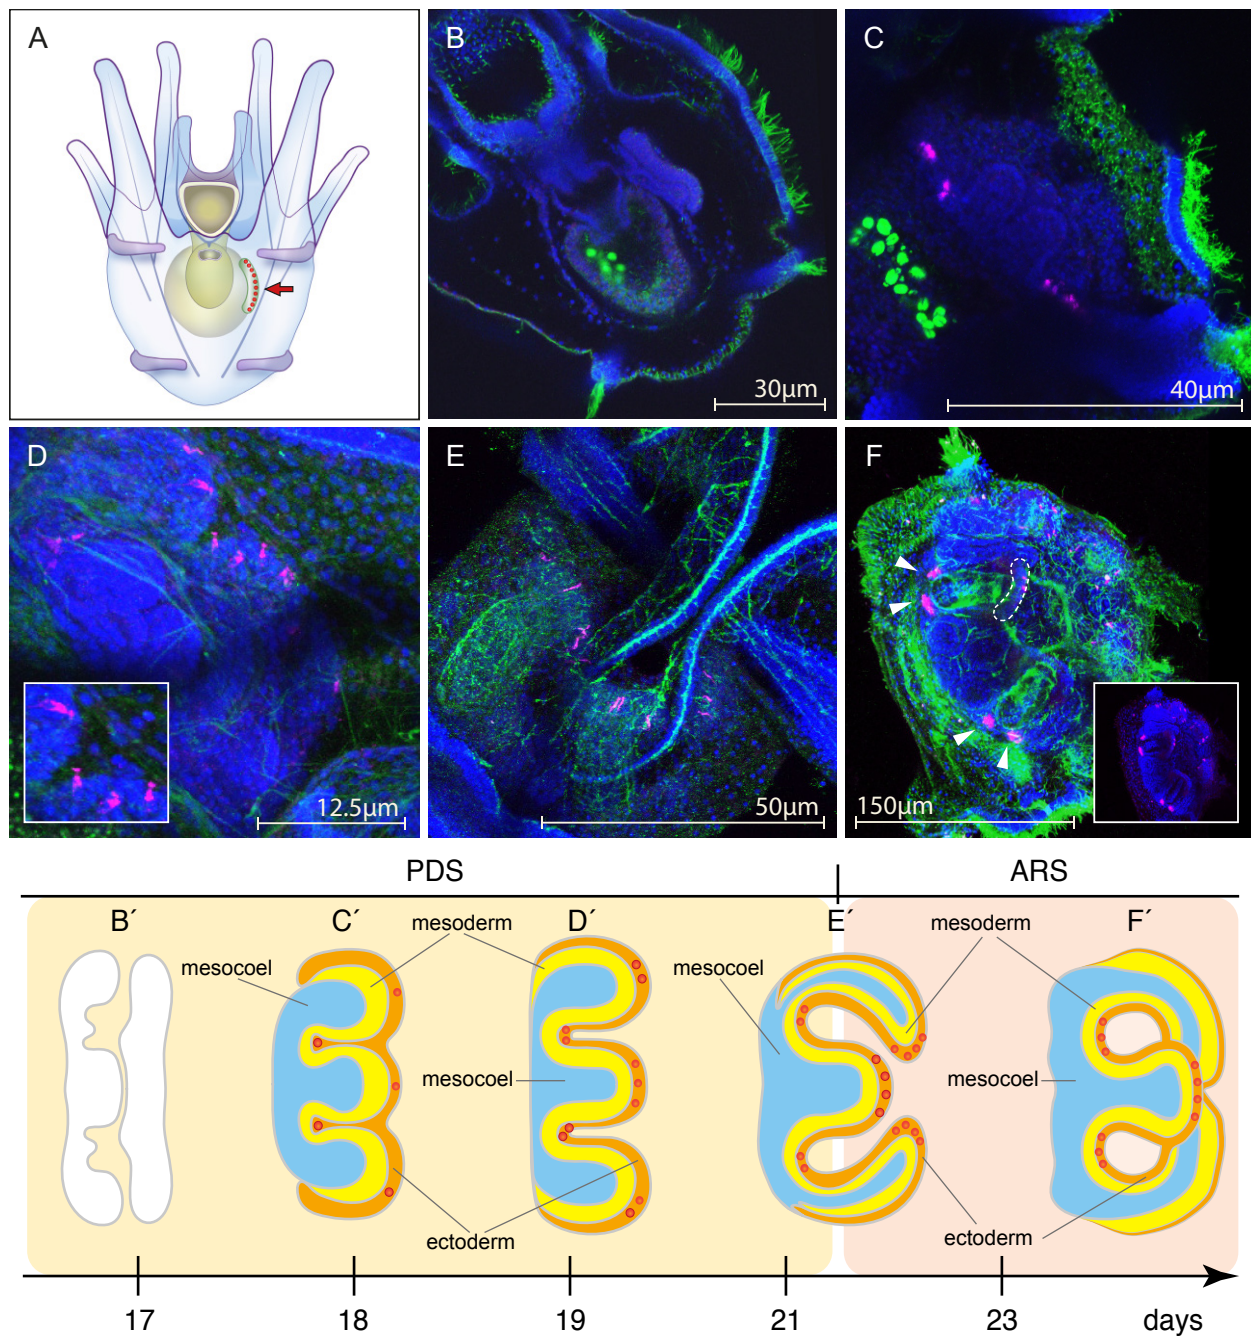 A
B
C
30µm
40µm
D
E
F
12.5µm
50µm
150µm
PDS
ARS
B´
C´
mesoderm
D´
E´
mesoderm
F´
mesocoel
mesocoel
mesocoel
mesocoel
ectoderm
ectoderm
17
18
19
21
23
days